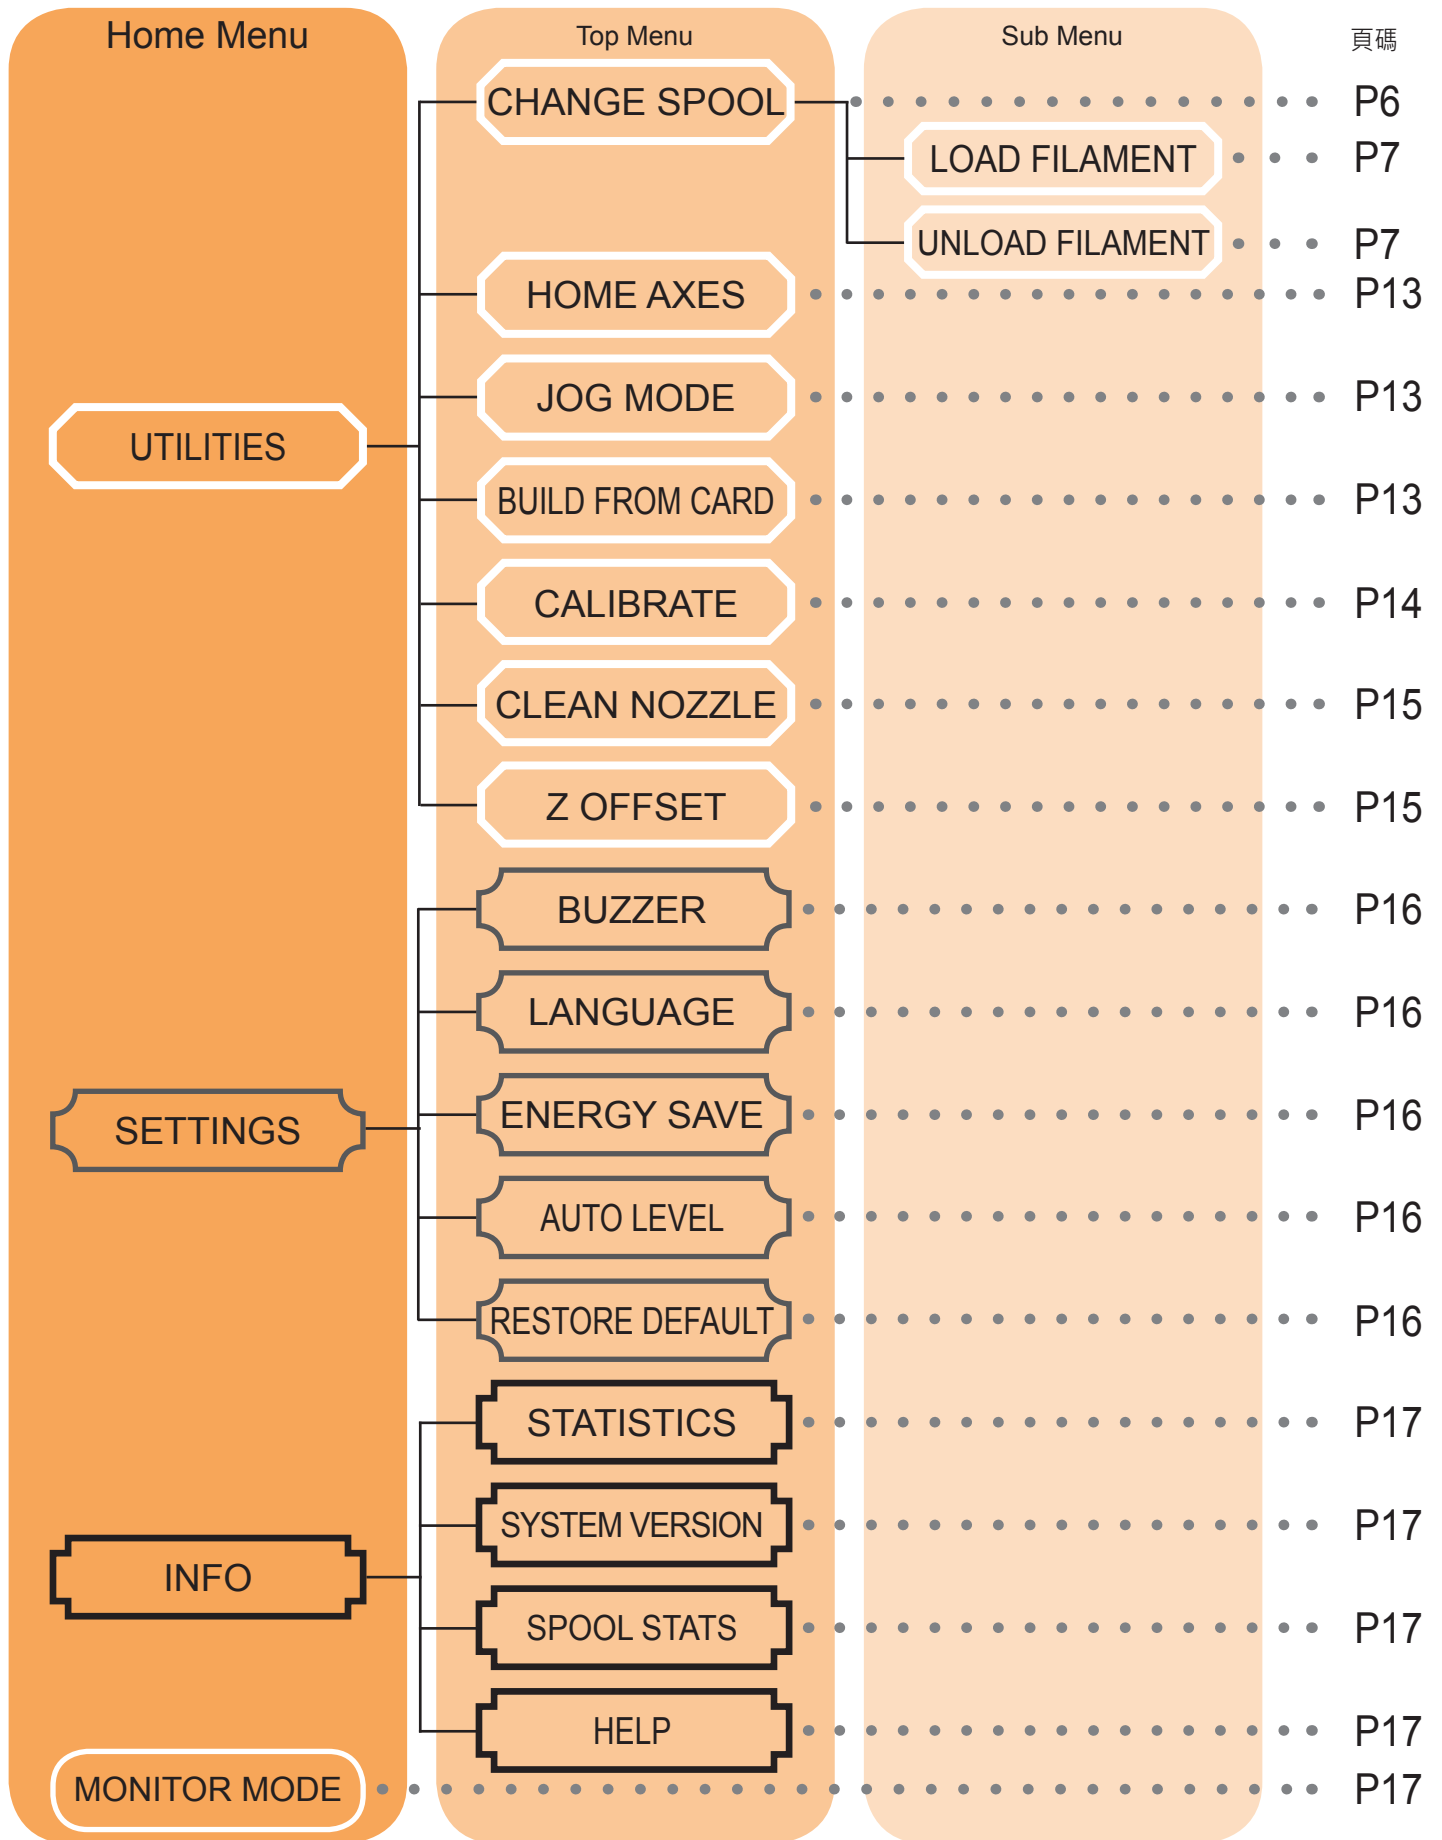 Home Menu
Top Menu
Sub Menu
頁碼
CHANGE SPOOL
P6
LOAD FILAMENT
P7
UNLOAD FILAMENT
P7
HOME AXES
P13
JOG MODE
P13
UTILITIES
BUILD FROM CARD
P13
CALIBRATE
P14
CLEAN NOZZLE
P15
Z OFFSET
P15
BUZZER
P16
LANGUAGE
P16
SETTINGS
ENERGY SAVE
P16
AUTO LEVEL
P16
RESTORE DEFAULT
P16
STATISTICS
P17
SYSTEM VERSION
P17
INFO
SPOOL STATS
P17
HELP
P17
MONITOR MODE
P17